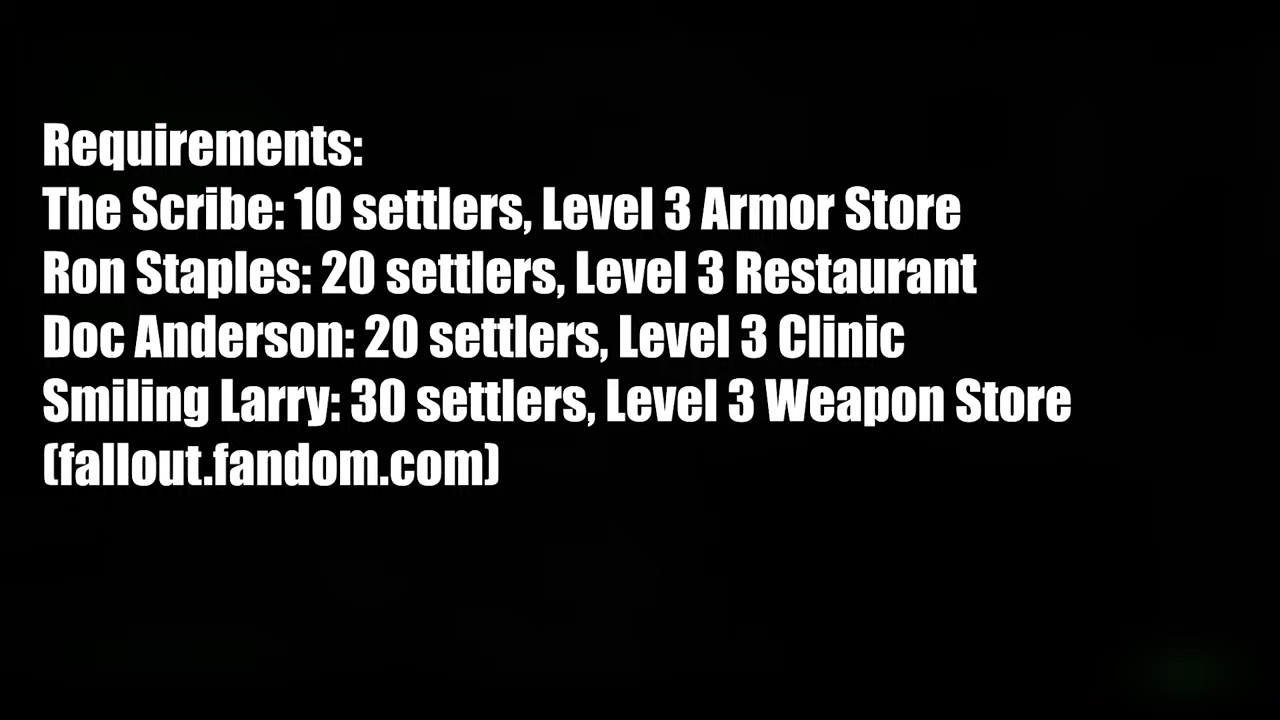 Requirements:
The Scribe: 10 settlers, Level 3 Armor Store
Ron Staples: 20 settlers, Level 3 Restaurant
Doc Anderson: 20 settlers, Level 3 Clinic
Smiling Larry: 30 settlers, Level 3 Weapon Store
(fallout.fandom.com)